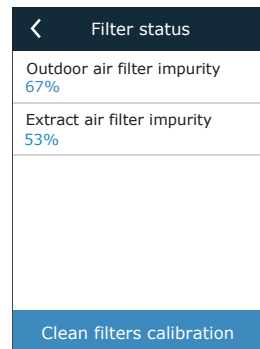 Filter status
Outdoor air filter impurity
67%
Extract air filter impurity
53%
Clean filters calibration